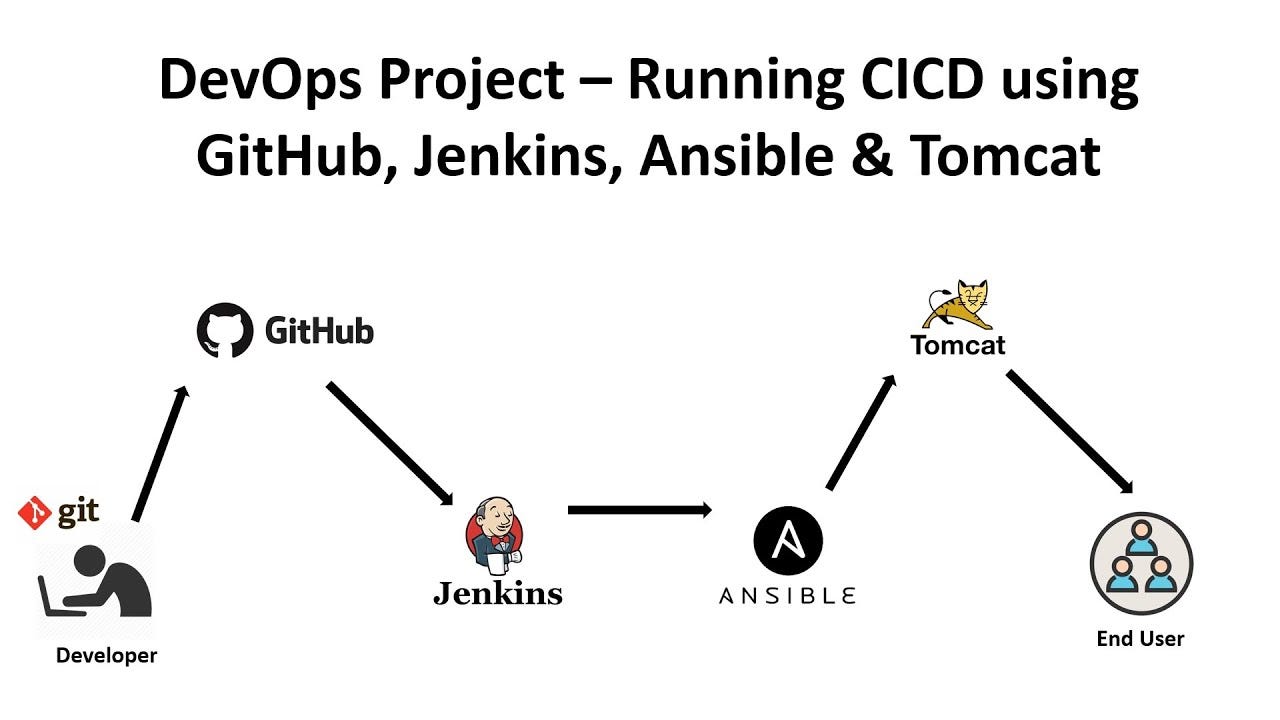 DevOps Project – Running CICD using
GitHub, Jenkins, Ansible & Tomcat
GitHub
Tomcat
git
Jenkins
ANSIBLE
Developer
End User